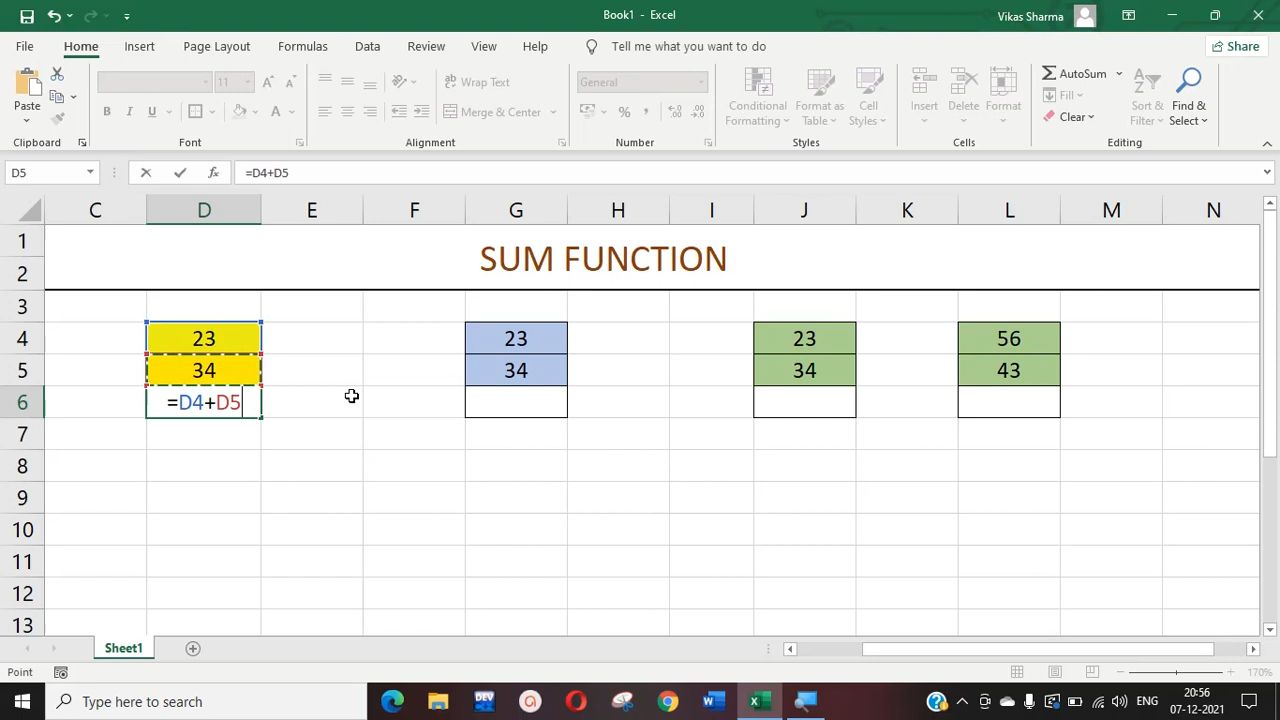 Book1 - Excel
Vikas Sharma
File Home Insert Page Layout Formulas Data Review View Help Tell me what you want to do Share
Paste
Clipboard
11
B I U A
Font
Wrap Text
Merge & Center
Alignment
General
%
Number
Conditional Formatting
Format as Table
Cell Styles
Styles
Insert Delete Format
Cells
AutoSum
Fill
Clear
Sort & Filter
Find & Select
Editing
D5 fx =D4+D5
C D E F G H I J K L M N
1 SUM FUNCTION
2
3
4 23 23 23 56
5 34 34 34 43
6 =D4+D5
7
8
9
10
11
12
13
Sheet1
Point 170%
Type here to search
DEV
ENG
20:56
07-12-2021